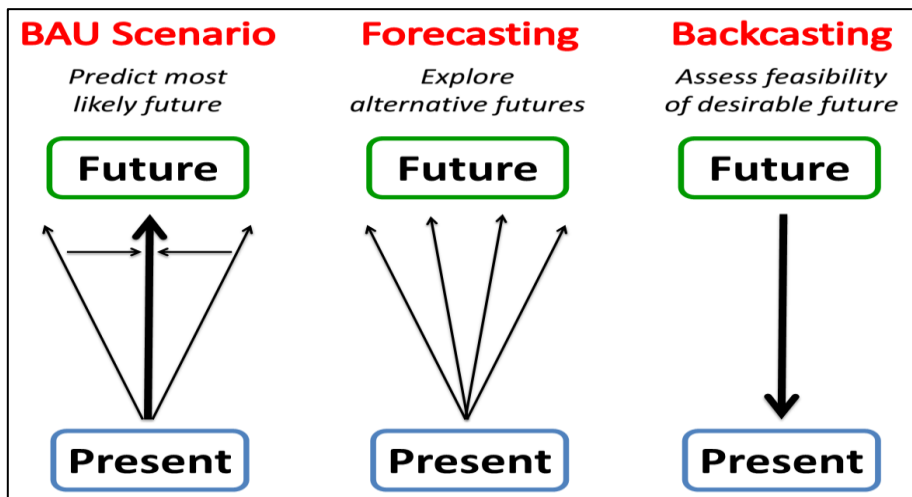 BAU Scenario
Predict most
likely future
Future
Present
Forecasting
Explore
alternative futures
Future
Present
Backcasting
Assess feasibility
of desirable future
Future
Present